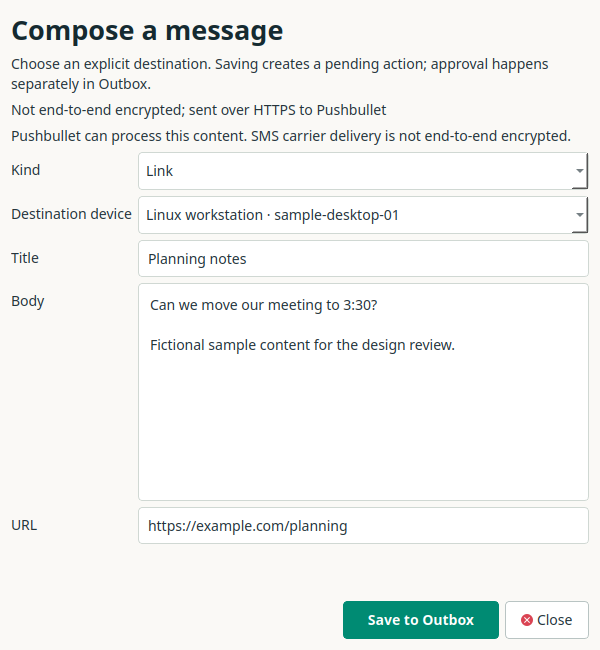 Compose a message
Choose an explicit destination. Saving creates a pending action; approval happens
separately in Outbox.
Not end-to-end encrypted; sent over HTTPS to Pushbullet
Pushbullet can process this content. SMS carrier delivery is not end-to-end encrypted.
Kind
Link
Destination device
Linux workstation · sample-desktop-01
Title
Planning notes
Body
Can we move our meeting to 3:30?
Fictional sample content for the design review.
URL
https://example.com/planning
Save to Outbox
Close